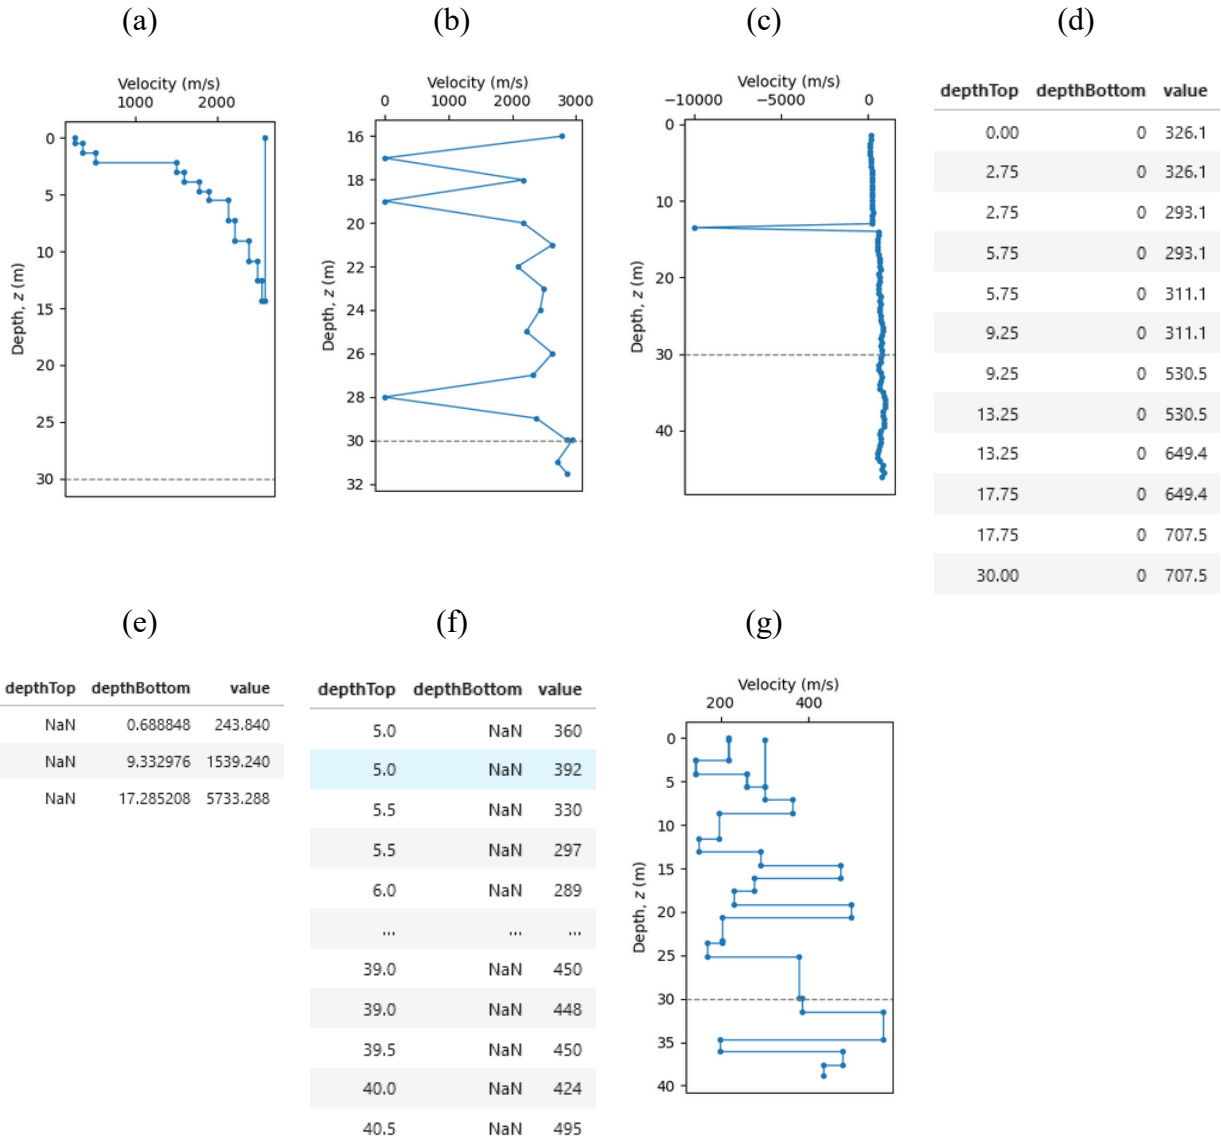 (a)
Velocity (m/s)
1000 2000
0
5
10
15
20
25
30
Depth, z (m)
(b)
Velocity (m/s)
0 1000 2000 3000
16
18
20
22
24
26
28
30
32
Depth, z (m)
(c)
Velocity (m/s)
−10000 −5000 0
0
10
20
30
40
Depth, z (m)
(d)
depthTop depthBottom value
0.00 0 326.1
2.75 0 326.1
2.75 0 293.1
5.75 0 293.1
5.75 0 311.1
9.25 0 311.1
9.25 0 530.5
13.25 0 530.5
13.25 0 649.4
17.75 0 649.4
17.75 0 707.5
30.00 0 707.5
(e)
depthTop depthBottom value
NaN 0.688848 243.840
NaN 9.332976 1539.240
NaN 17.285208 5733.288
(f)
depthTop depthBottom value
5.0 NaN 360
5.0 NaN 392
5.5 NaN 330
5.5 NaN 297
6.0 NaN 289
... ... ...
39.0 NaN 450
39.0 NaN 448
39.5 NaN 450
40.0 NaN 424
40.5 NaN 495
(g)
Velocity (m/s)
200 400
0
5
10
15
20
25
30
35
40
Depth, z (m)